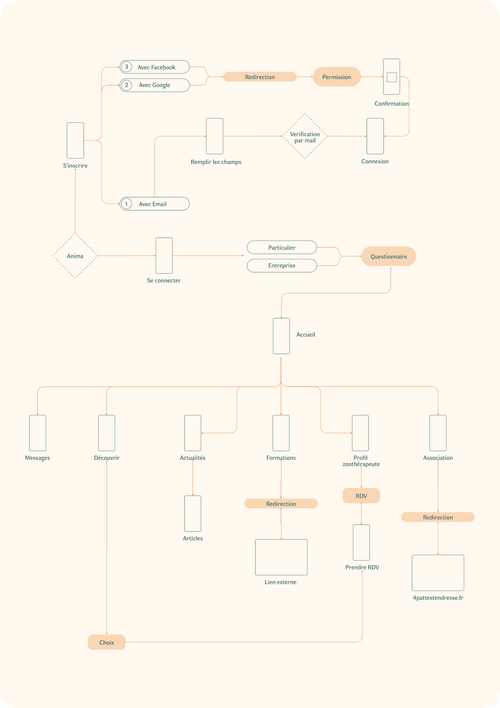 3 Avec Facebook
2 Avec Google
Redirection
Permission
Confirmation
S'inscrire
Remplir les champs
Vérification
par mail
Connexion
1 Avec Email
Anima
Se connecter
Particulier
Entreprise
Questionnaire
Accueil
Messages
Découvrir
Actualités
Formations
Profil
zoothérapeute
Association
Articles
Redirection
RDV
Redirection
Lien externe
Prendre RDV
4pattestendresse.fr
Choix